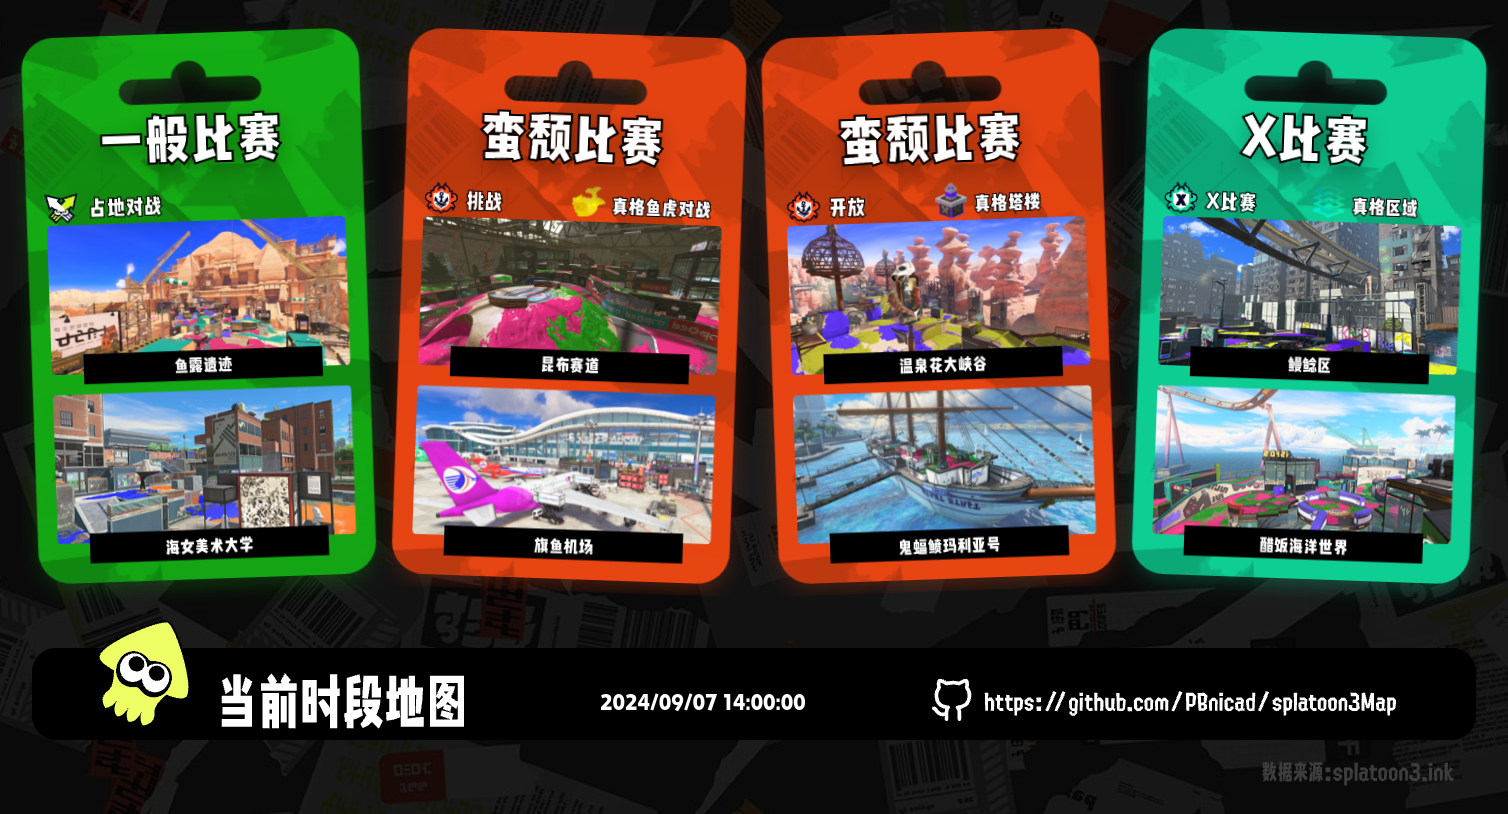 一般比赛
占地对战
鱼露遗迹
海女美术大学
蛮颓比赛
挑战
真格鱼虎对战
昆布赛道
旗鱼机场
蛮颓比赛
开放
真格塔楼
温泉花大峡谷
鬼蝠鲼玛利亚号
X比赛
X比赛
真格区域
鳗鲶区
醋饭海洋世界
当前时段地图
2024/09/07 14:00:00
https://github.com/PBnicad/splatoon3Map
数据来源:splatoon3.ink